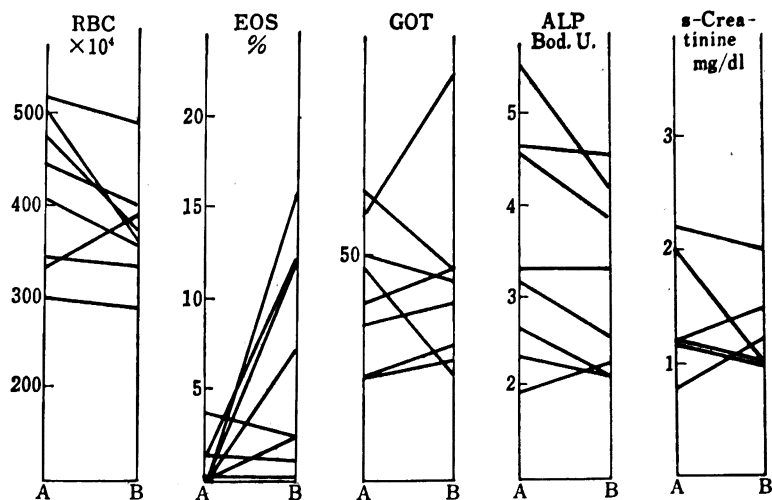 RBC
×10⁴
500
400
300
200
A B
EOS
%
20
15
10
5
A B
GOT
50
A B
ALP
Bod. U.
5
4
3
2
A B
s-Crea-
tinine
mg/dl
3
2
1
A B